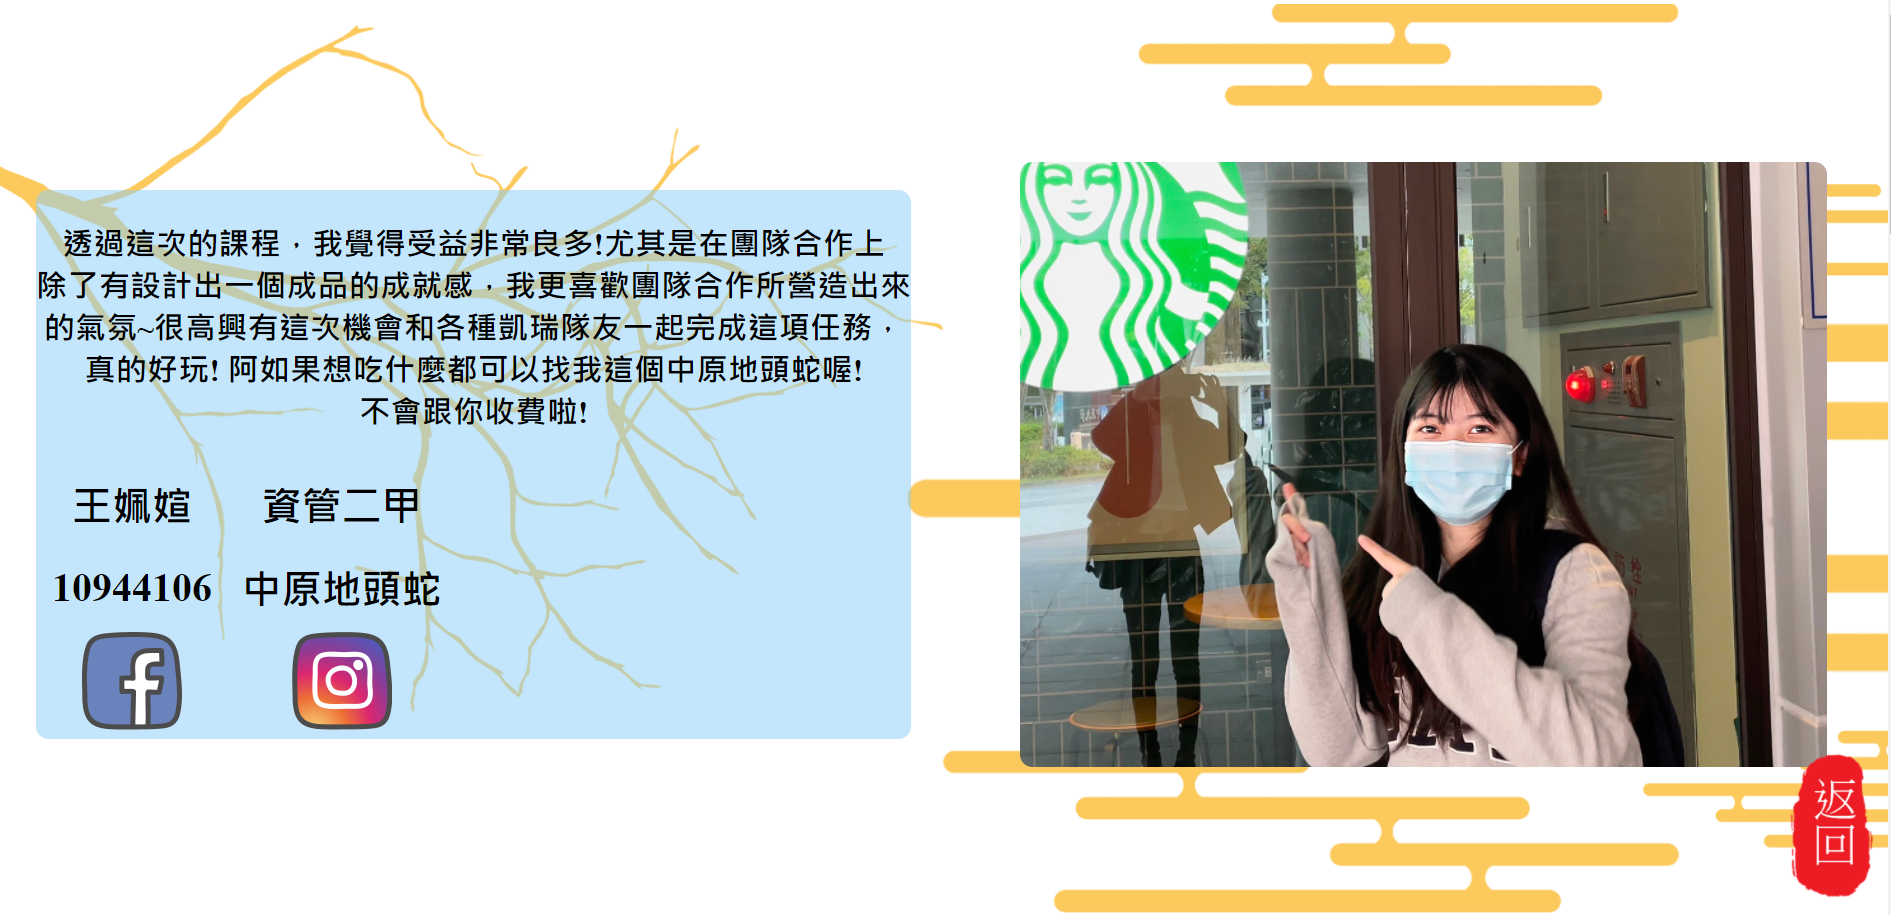 透過這次的課程，我覺得受益非常良多!尤其是在團隊合作上
除了有設計出一個成品的成就感，我更喜歡團隊合作所營造出來
的氣氛~很高興有這次機會和各種凱瑞隊友一起完成這項任務，
真的好玩! 阿如果想吃什麼都可以找我這個中原地頭蛇喔!
不會跟你收費啦!
王姵媗
資管二甲
10944106
中原地頭蛇
返回